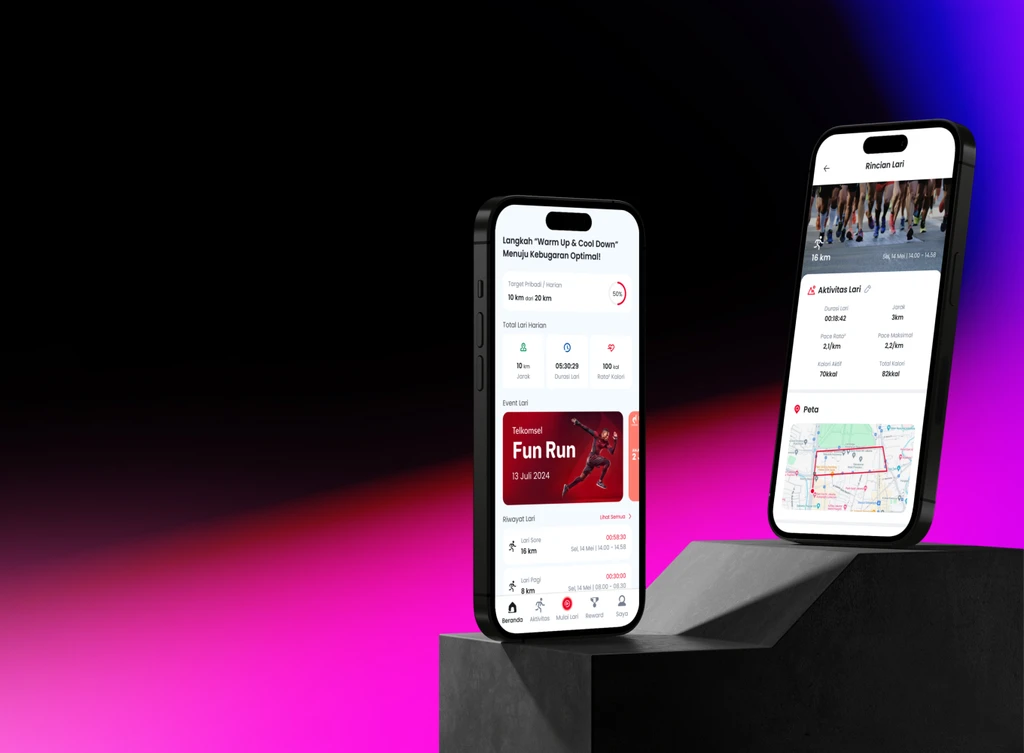 Langkah "Warm Up & Cool Down"
Menuju Kebugaran Optimal!
Target Pribadi / Harian
10 km dari 20 km
50%
Total Lari Harian
10 km
Jarak
05:30:29
Durasi Lari
100 kal
Rata² Kalori
Event Lari
Telkomsel
Fun Run
13 Juli 2024
Riwayat Lari
Lihat Semua
Lari Sore
16 km
00:58:30
Sel, 14 Mei | 14.00 - 14.58
Lari Pagi
8 km
00:30:00
Sel, 14 Mei | 08.00 - 08.30
Beranda
Aktivitas
Mulai Lari
Reward
Saya
Rincian Lari
16 km
Sel, 14 Mei | 14.00 - 14.58
Aktivitas Lari
Durasi Lari
00:18:42
Jarak
3km
Pace Rata²
2,1/km
Pace Maksimal
2,2/km
Kalori Aktif
70kkal
Total Kalori
82kkal
Peta